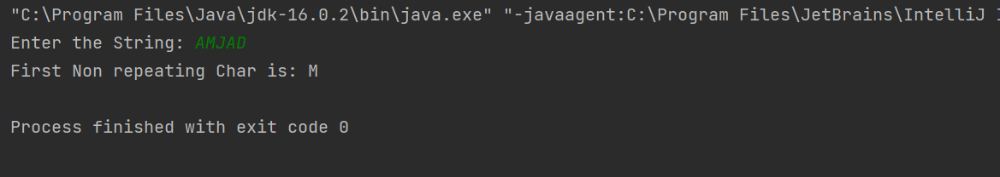 "C:\Program Files\Java\jdk-16.0.2\bin\java.exe" "-javaagent:C:\Program Files\JetBrains\IntelliJ
Enter the String: AMJAD
First Non repeating Char is: M
Process finished with exit code 0